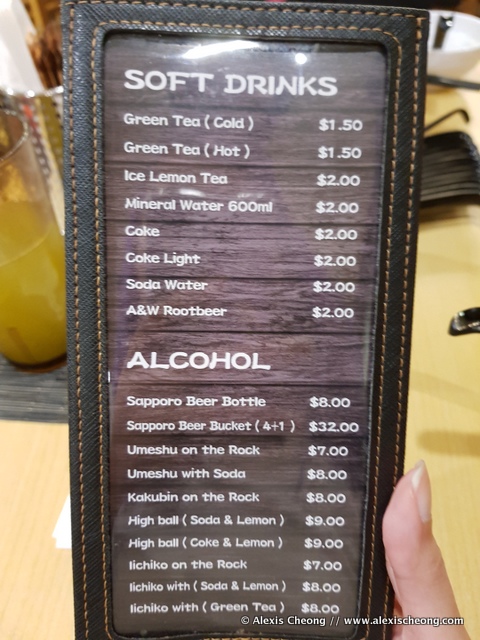 SOFT DRINKS
Green Tea ( Cold ) $1.50
Green Tea ( Hot ) $1.50
Ice Lemon Tea $2.00
Mineral Water 600ml $2.00
Coke $2.00
Coke Light $2.00
Soda Water $2.00
A&W Rootbeer $2.00
ALCOHOL
Sapporo Beer Bottle $8.00
Sapporo Beer Bucket ( 4+1 ) $32.00
Umeshu on the Rock $7.00
Umeshu with Soda $8.00
Kakubin on the Rock $8.00
High ball ( Soda & Lemon ) $9.00
High ball ( Coke & Lemon ) $9.00
Iichiko on the Rock $7.00
Iichiko with ( Soda & Lemon ) $8.00
Iichiko with ( Green Tea ) $8.00
© Alexis Cheong // www.alexischeong.com